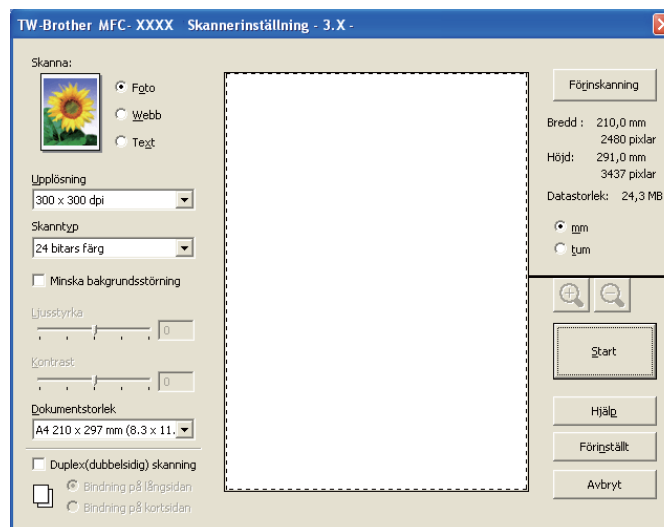 TW-Brother MFC- XXXX Skannerinställning - 3.X -
Skanna:
Foto
Webb
Text
Upplösning
300 x 300 dpi
Skanntyp
24 bitars färg
Minska bakgrundsstörning
Ljusstyrka
0
Kontrast
0
Dokumentstorlek
A4 210 x 297 mm (8.3 x 11.
Duplex(dubbelsidig) skanning
Bindning på långsidan
Bindning på kortsidan
Förinskanning
Bredd : 210,0 mm
2480 pixlar
Höjd: 291,0 mm
3437 pixlar
Datastorlek: 24,3 MB
mm
tum
Start
Hjälp
Förinställt
Avbryt